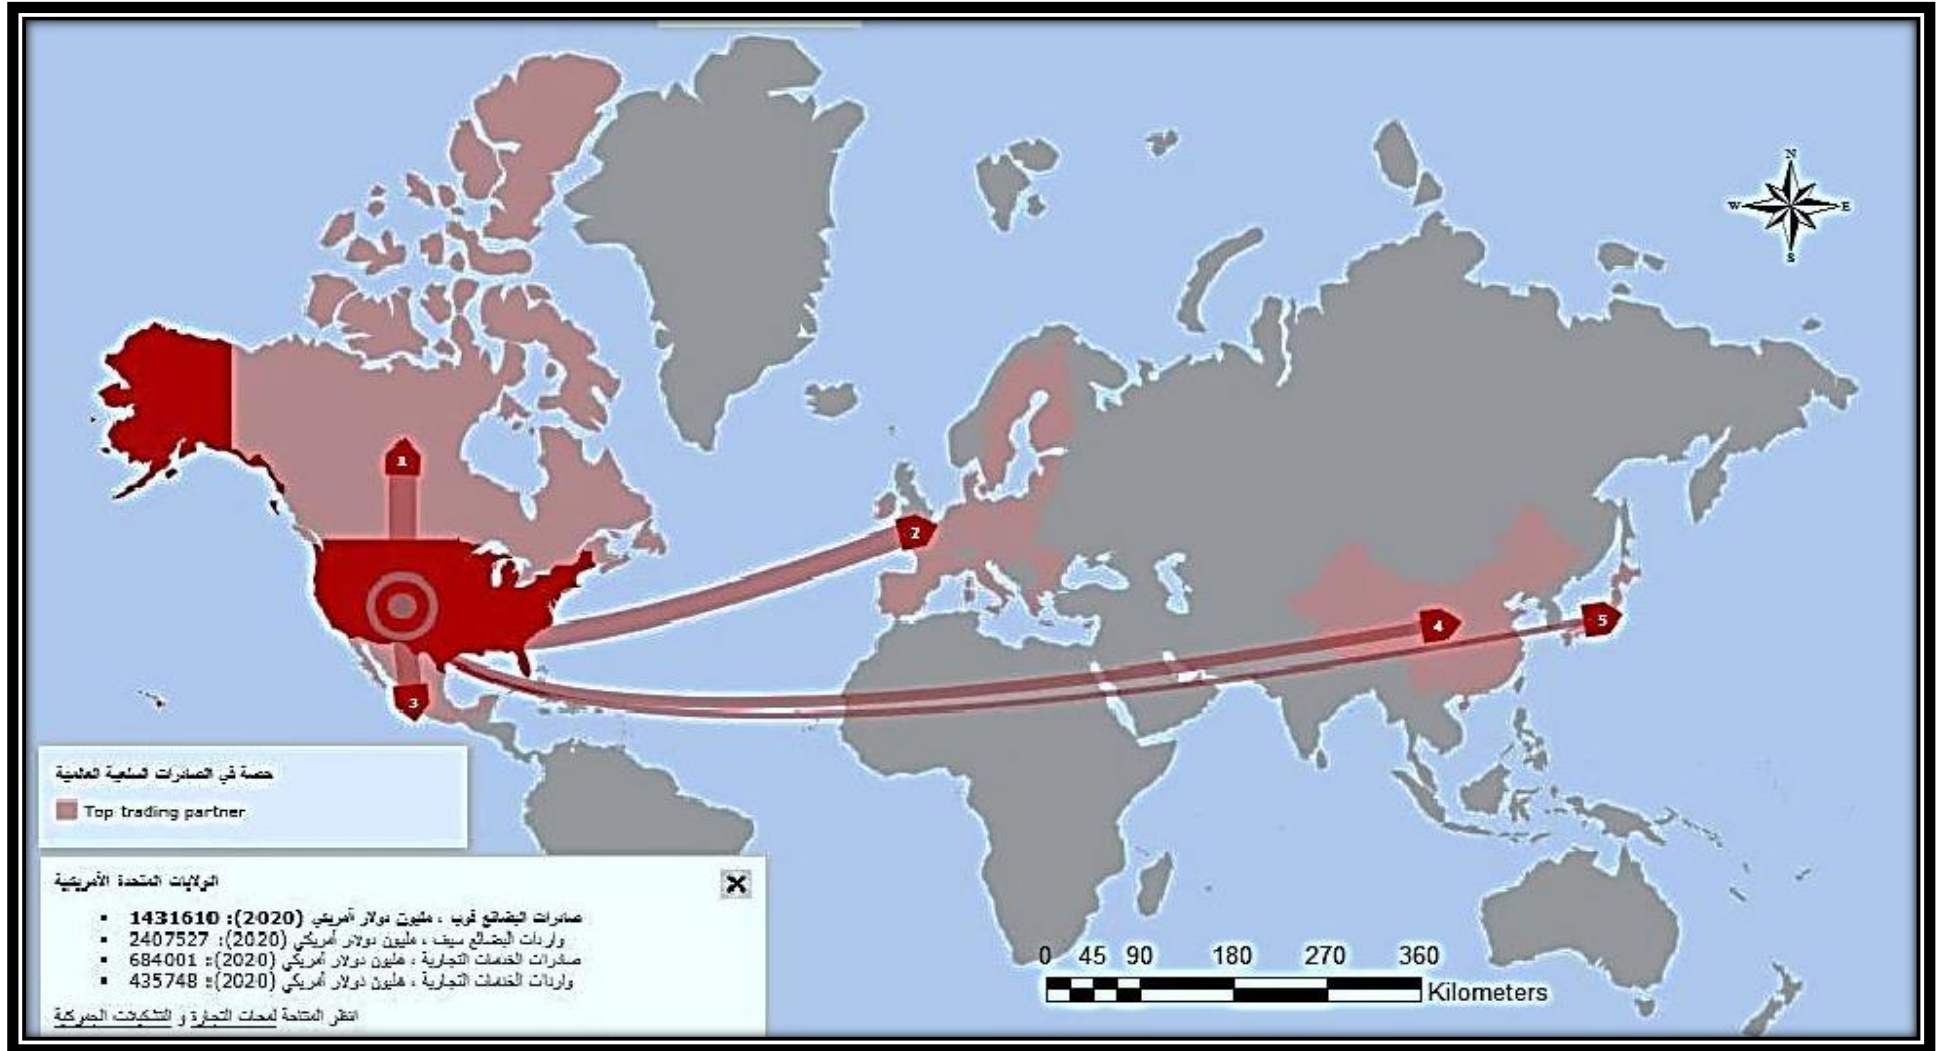 N
W E
S
1
2
4
5
3
حصة في الصادرات السلعية العالمية
Top trading partner
الولايات المتحدة الأمريكية
صادرات البضائع فوب ، مليون دولار أمريكي (2020): 1431610
واردات البضائع سيف ، مليون دولار أمريكي (2020): 2407527
صادرات الخدمات التجارية ، مليون دولار أمريكي (2020): 684001
واردات الخدمات التجارية ، مليون دولار أمريكي (2020): 435748
انظر المتاحة لمحات التجارة و التشكيلات الجمركية
0 45 90 180 270 360
Kilometers